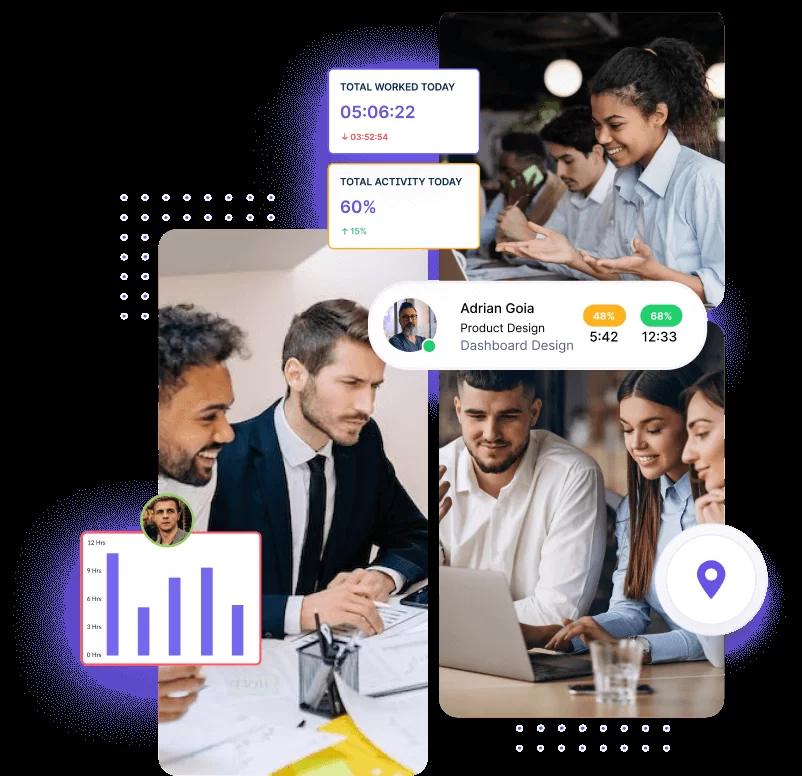 TOTAL WORKED TODAY
05:06:22
↓ 03:52:54
TOTAL ACTIVITY TODAY
60%
↑ 15%
Adrian Goia
Product Design
Dashboard Design
48%
5:42
68%
12:33
12 Hrs
9 Hrs
6 Hrs
3 Hrs
0 Hrs